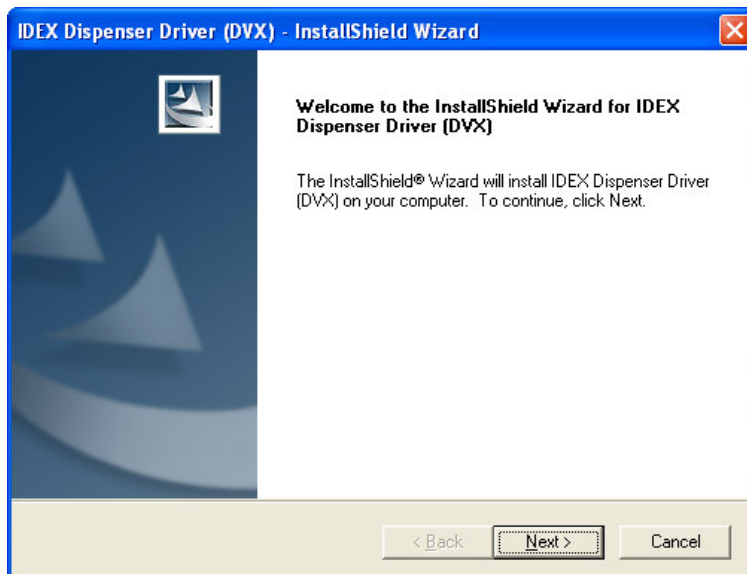 IDEX Dispenser Driver (DVX) - InstallShield Wizard
Welcome to the InstallShield Wizard for IDEX
Dispenser Driver (DVX)
The InstallShield® Wizard will install IDEX Dispenser Driver
(DVX) on your computer.  To continue, click Next.
< Back
Next >
Cancel